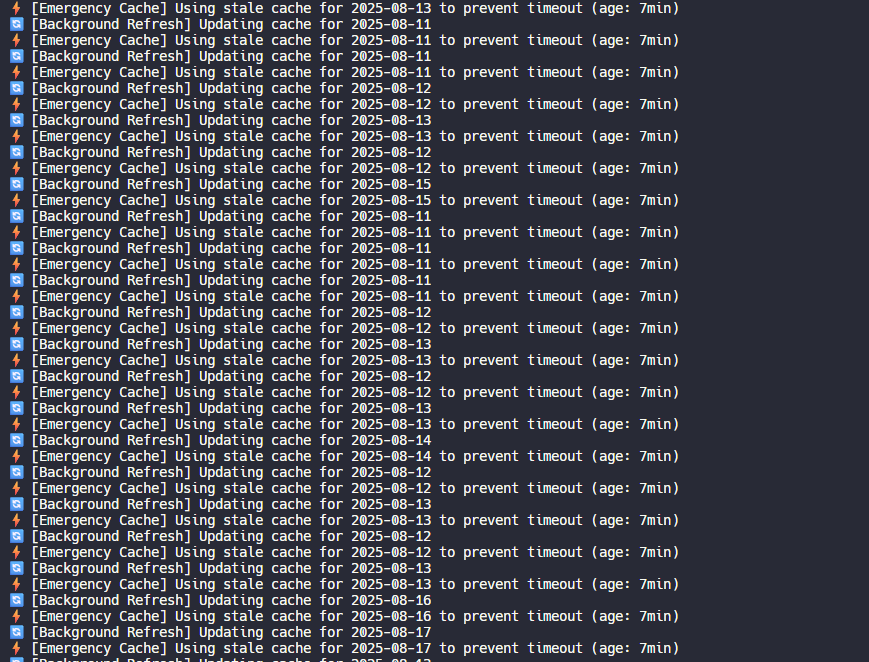 ⚡ [Emergency Cache] Using stale cache for 2025-08-13 to prevent timeout (age: 7min)
🔄 [Background Refresh] Updating cache for 2025-08-11
⚡ [Emergency Cache] Using stale cache for 2025-08-11 to prevent timeout (age: 7min)
🔄 [Background Refresh] Updating cache for 2025-08-11
⚡ [Emergency Cache] Using stale cache for 2025-08-11 to prevent timeout (age: 7min)
🔄 [Background Refresh] Updating cache for 2025-08-12
⚡ [Emergency Cache] Using stale cache for 2025-08-12 to prevent timeout (age: 7min)
🔄 [Background Refresh] Updating cache for 2025-08-13
⚡ [Emergency Cache] Using stale cache for 2025-08-13 to prevent timeout (age: 7min)
🔄 [Background Refresh] Updating cache for 2025-08-12
⚡ [Emergency Cache] Using stale cache for 2025-08-12 to prevent timeout (age: 7min)
🔄 [Background Refresh] Updating cache for 2025-08-15
⚡ [Emergency Cache] Using stale cache for 2025-08-15 to prevent timeout (age: 7min)
🔄 [Background Refresh] Updating cache for 2025-08-11
⚡ [Emergency Cache] Using stale cache for 2025-08-11 to prevent timeout (age: 7min)
🔄 [Background Refresh] Updating cache for 2025-08-11
⚡ [Emergency Cache] Using stale cache for 2025-08-11 to prevent timeout (age: 7min)
🔄 [Background Refresh] Updating cache for 2025-08-11
⚡ [Emergency Cache] Using stale cache for 2025-08-11 to prevent timeout (age: 7min)
🔄 [Background Refresh] Updating cache for 2025-08-12
⚡ [Emergency Cache] Using stale cache for 2025-08-12 to prevent timeout (age: 7min)
🔄 [Background Refresh] Updating cache for 2025-08-13
⚡ [Emergency Cache] Using stale cache for 2025-08-13 to prevent timeout (age: 7min)
🔄 [Background Refresh] Updating cache for 2025-08-12
⚡ [Emergency Cache] Using stale cache for 2025-08-12 to prevent timeout (age: 7min)
🔄 [Background Refresh] Updating cache for 2025-08-13
⚡ [Emergency Cache] Using stale cache for 2025-08-13 to prevent timeout (age: 7min)
🔄 [Background Refresh] Updating cache for 2025-08-14
⚡ [Emergency Cache] Using stale cache for 2025-08-14 to prevent timeout (age: 7min)
🔄 [Background Refresh] Updating cache for 2025-08-12
⚡ [Emergency Cache] Using stale cache for 2025-08-12 to prevent timeout (age: 7min)
🔄 [Background Refresh] Updating cache for 2025-08-13
⚡ [Emergency Cache] Using stale cache for 2025-08-13 to prevent timeout (age: 7min)
🔄 [Background Refresh] Updating cache for 2025-08-12
⚡ [Emergency Cache] Using stale cache for 2025-08-12 to prevent timeout (age: 7min)
🔄 [Background Refresh] Updating cache for 2025-08-13
⚡ [Emergency Cache] Using stale cache for 2025-08-13 to prevent timeout (age: 7min)
🔄 [Background Refresh] Updating cache for 2025-08-16
⚡ [Emergency Cache] Using stale cache for 2025-08-16 to prevent timeout (age: 7min)
🔄 [Background Refresh] Updating cache for 2025-08-17
⚡ [Emergency Cache] Using stale cache for 2025-08-17 to prevent timeout (age: 7min)
🔄 [Background Refresh] Updating cache for